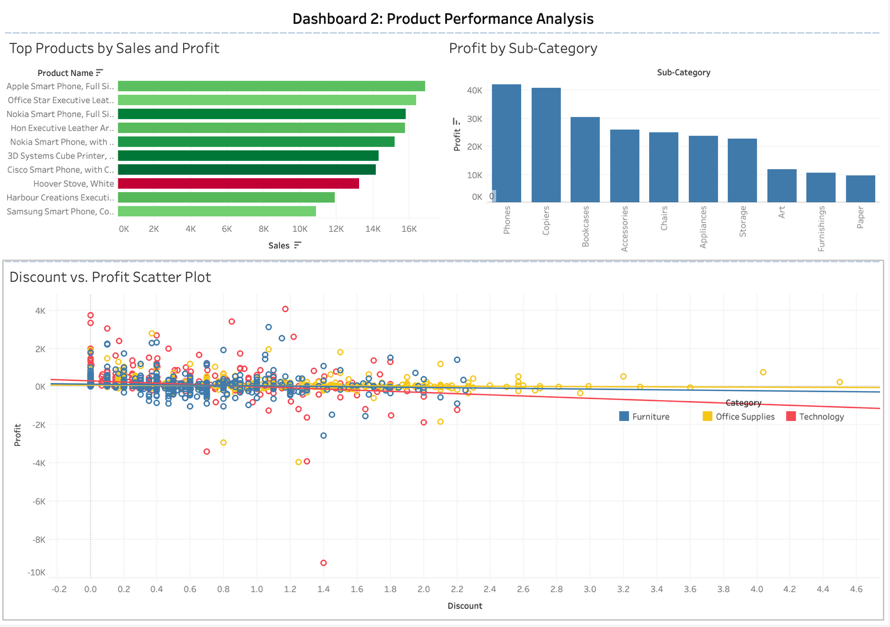 Dashboard 2: Product Performance Analysis
Top Products by Sales and Profit
Product Name
Apple Smart Phone, Full Si..
Office Star Executive Leat..
Nokia Smart Phone, Full Si..
Hon Executive Leather Ar..
Nokia Smart Phone, with ..
3D Systems Cube Printer, ..
Cisco Smart Phone, with C..
Hoover Stove, White
Harbour Creations Executi..
Samsung Smart Phone, Co..
0K 2K 4K 6K 8K 10K 12K 14K 16K
Sales
Profit by Sub-Category
Sub-Category
Profit
40K
30K
20K
10K
0K
0
Phones
Copiers
Bookcases
Accessories
Chairs
Appliances
Storage
Art
Furnishings
Paper
Discount vs. Profit Scatter Plot
Profit
4K
2K
0K
-2K
-4K
-6K
-8K
-10K
Category
Furniture Office Supplies Technology
-0.2 0.0 0.2 0.4 0.6 0.8 1.0 1.2 1.4 1.6 1.8 2.0 2.2 2.4 2.6 2.8 3.0 3.2 3.4 3.6 3.8 4.0 4.2 4.4 4.6
Discount